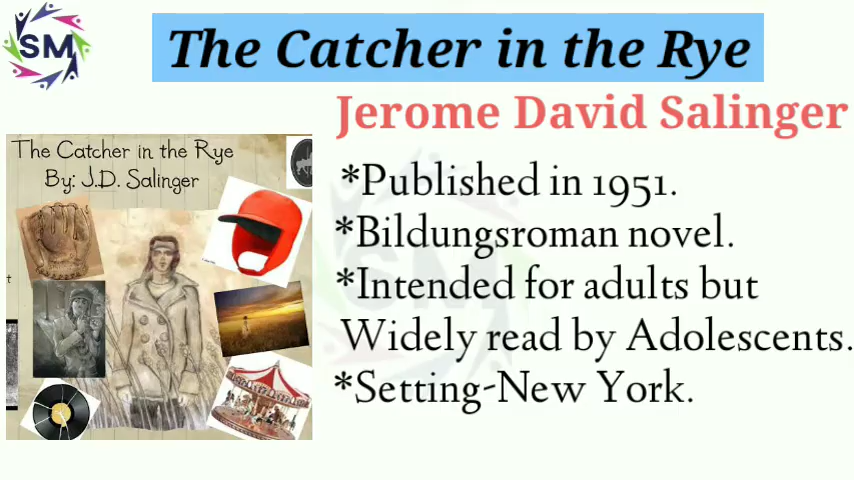 SM
The Catcher in the Rye
Jerome David Salinger
The Catcher in the Rye
By: J.D. Salinger
*Published in 1951.
*Bildungsroman novel.
*Intended for adults but
Widely read by Adolescents.
*Setting-New York.
SM